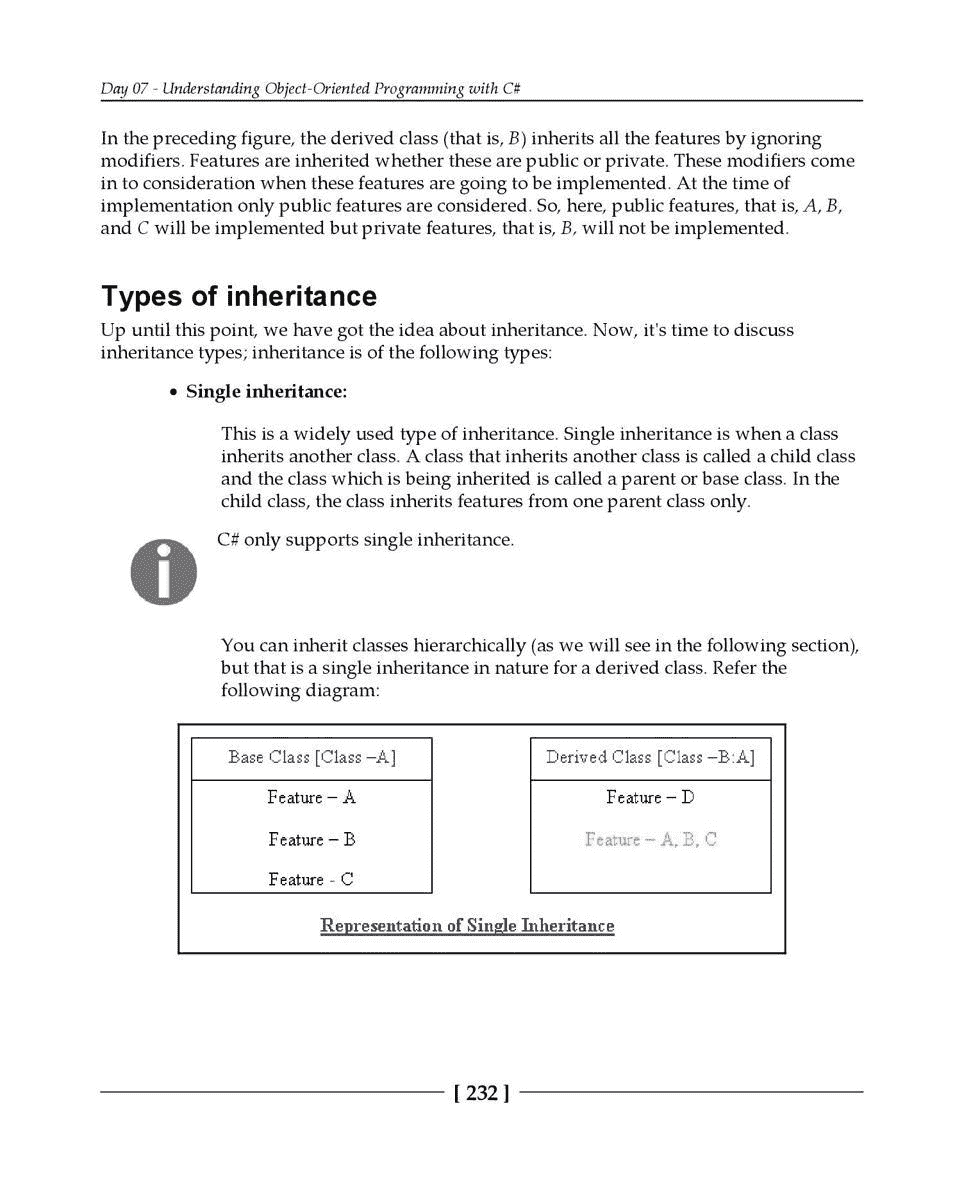 Day 07 - Understanding Object-Oriented Programming with C#
In the preceding figure, the derived class (that is, B) inherits all the features by ignoring
modifiers. Features are inherited whether these are public or private. These modifiers come
in to consideration when these features are going to be implemented. At the time of
implementation only public features are considered. So, here, public features, that is, A, B,
and C will be implemented but private features, that is, B, will not be implemented.
Types of inheritance
Up until this point, we have got the idea about inheritance. Now, it's time to discuss
inheritance types; inheritance is of the following types:
• Single inheritance:
This is a widely used type of inheritance. Single inheritance is when a class
inherits another class. A class that inherits another class is called a child class
and the class which is being inherited is called a parent or base class. In the
child class, the class inherits features from one parent class only.
C# only supports single inheritance.
You can inherit classes hierarchically (as we will see in the following section),
but that is a single inheritance in nature for a derived class. Refer the
following diagram:
Base Class [Class –A]
Feature – A
Feature – B
Feature - C
Derived Class [Class –B:A]
Feature – D
Feature – A, B, C
Representation of Single Inheritance
[ 232 ]